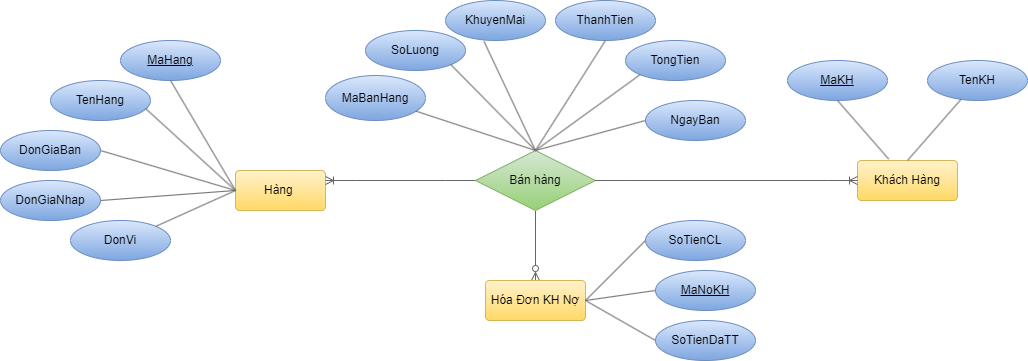 KhuyenMai
ThanhTien
SoLuong
TongTien
MaHang
MaBanHang
NgayBan
MaKH
TenKH
TenHang
DonGiaBan
DonGiaNhap
DonVi
Hàng
Bán hàng
Khách Hàng
SoTienCL
MaNoKH
SoTienDaTT
Hóa Đơn KH Nợ